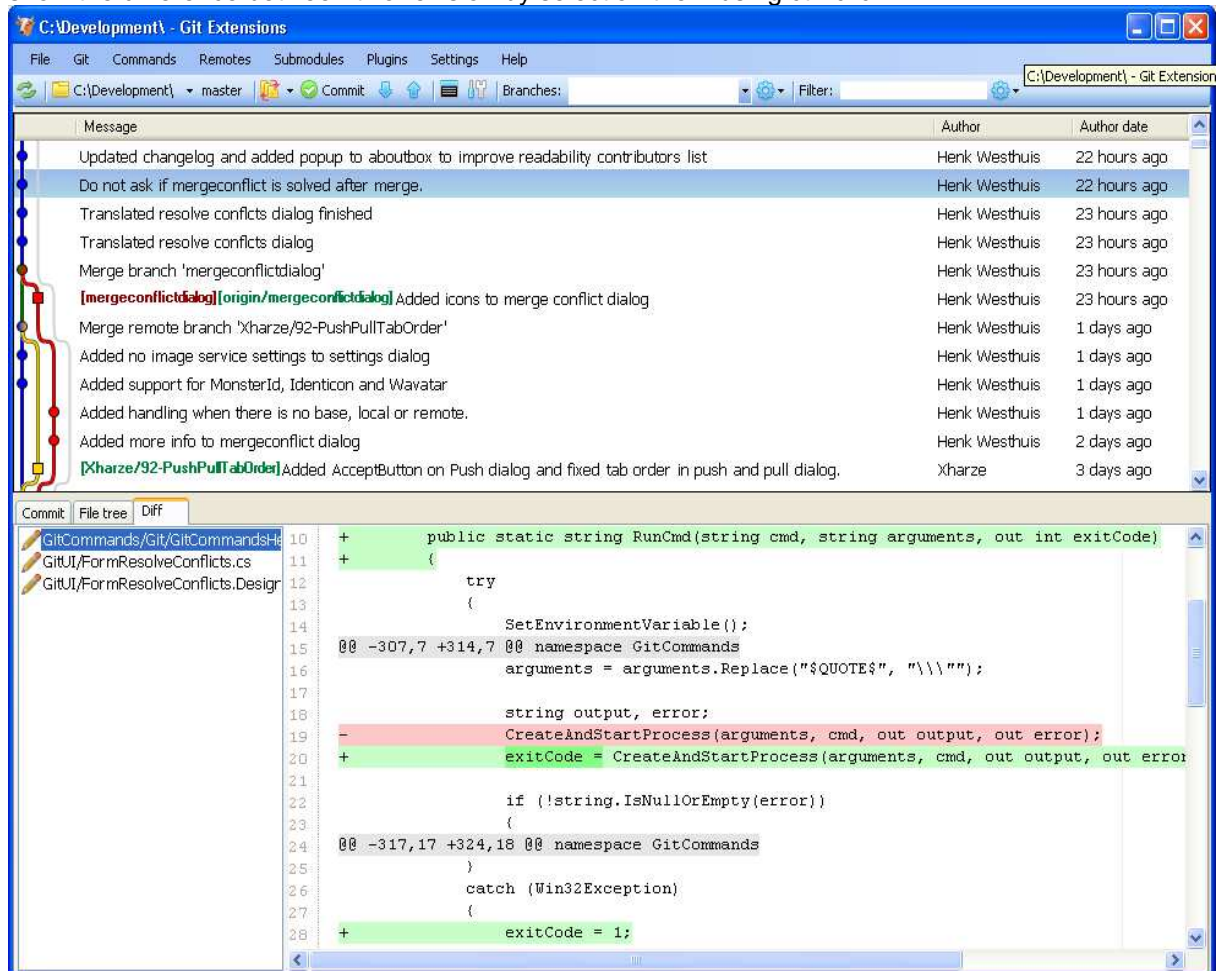 C:\Development\ - Git Extensions
File Git Commands Remotes Submodules Plugins Settings Help
C:\Development\ - Git Extension
C:\Development\ master Commit Branches: Filter:
Message Author Author date
Updated changelog and added popup to aboutbox to improve readability contributors list Henk Westhuis 22 hours ago
Do not ask if mergeconflict is solved after merge. Henk Westhuis 22 hours ago
Translated resolve conflcts dialog finished Henk Westhuis 23 hours ago
Translated resolve conflcts dialog Henk Westhuis 23 hours ago
Merge branch 'mergeconflictdialog' Henk Westhuis 23 hours ago
[mergeconflictdialog][origin/mergeconflictdialog] Added icons to merge conflict dialog Henk Westhuis 23 hours ago
Merge remote branch 'Xharze/92-PushPullTabOrder' Henk Westhuis 1 days ago
Added no image service settings to settings dialog Henk Westhuis 1 days ago
Added support for MonsterId, Identicon and Wavatar Henk Westhuis 1 days ago
Added handling when there is no base, local or remote. Henk Westhuis 1 days ago
Added more info to mergeconflict dialog Henk Westhuis 2 days ago
[Xharze/92-PushPullTabOrder] Added AcceptButton on Push dialog and fixed tab order in push and pull dialog. Xharze 3 days ago
Commit File tree Diff
GitCommands/Git/GitCommandsHe
GitUI/FormResolveConflicts.cs
GitUI/FormResolveConflicts.Design
10 + public static string RunCmd(string cmd, string arguments, out int exitCode)
11 + {
12 try
13 {
14 SetEnvironmentVariable();
15 @@ -307,7 +314,7 @@ namespace GitCommands
16 arguments = arguments.Replace("$QUOTE$", "\\\"");
17
18 string output, error;
19 - CreateAndStartProcess(arguments, cmd, out output, out error);
20 + exitCode = CreateAndStartProcess(arguments, cmd, out output, out error
21
22 if (!string.IsNullOrEmpty(error))
23 {
24 @@ -317,17 +324,18 @@ namespace GitCommands
25 }
26 catch (Win32Exception)
27 {
28 + exitCode = 1;